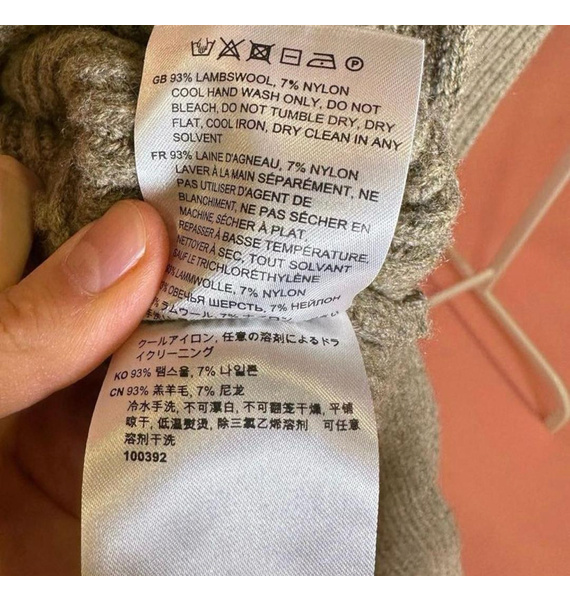 GB 93% LAMBSWOOL, 7% NYLON
COOL HAND WASH ONLY, DO NOT
BLEACH, DO NOT TUMBLE DRY, DRY
FLAT, COOL IRON, DRY CLEAN IN ANY
SOLVENT
FR 93% LAINE D'AGNEAU, 7% NYLON
LAVER À LA MAIN SÉPARÉMENT, NE
PAS UTILISER D'AGENT DE
BLANCHIMENT, NE PAS SÉCHER EN
MACHINE SÉCHER À PLAT,
REPASSER À BASSE TEMPÉRATURE,
NETTOYER À SEC, TOUT SOLVANT
SAUF LE TRICHLORÉTHYLÈNE
LAMMWOLLE, 7% NYLON
ОВЕЧЬЯ ШЕРСТЬ, 7% НЕЙЛОН
ラムウール, 7%
クールアイロン, 任意の溶剤によるドラ
イクリーニング
KO 93% 램스울, 7% 나일론
CN 93% 羔羊毛, 7% 尼龙
冷水手洗, 不可漂白, 不可翻笼干燥, 平铺
晾干, 低温熨烫, 除三氯乙烯溶剂 可任意
溶剂干洗
100392